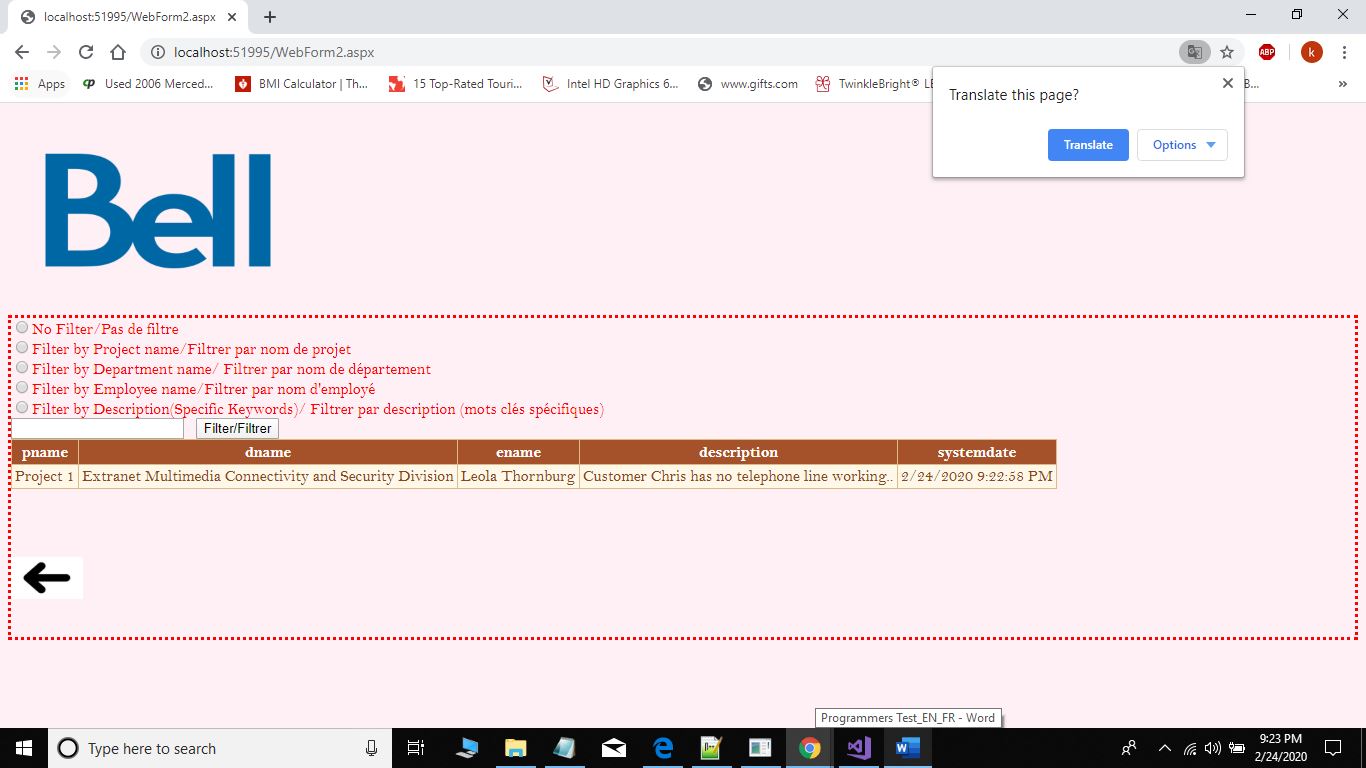 localhost:51995/WebForm2.aspx
localhost:51995/WebForm2.aspx
ABP
k
Apps
Used 2006 Merced...
BMI Calculator | Th...
15 Top-Rated Touri...
Intel HD Graphics 6...
www.gifts.com
TwinkleBright® LE
B...
»
Translate this page?
Translate
Options
Bell
No Filter/Pas de filtre
Filter by Project name/Filtrer par nom de projet
Filter by Department name/ Filtrer par nom de département
Filter by Employee name/Filtrer par nom d'employé
Filter by Description(Specific Keywords)/ Filtrer par description (mots clés spécifiques)
Filter/Filtrer
pname dname ename description systemdate
Project 1 Extranet Multimedia Connectivity and Security Division Leola Thornburg Customer Chris has no telephone line working.. 2/24/2020 9:22:58 PM
Programmers Test_EN_FR - Word
Type here to search
9:23 PM
2/24/2020